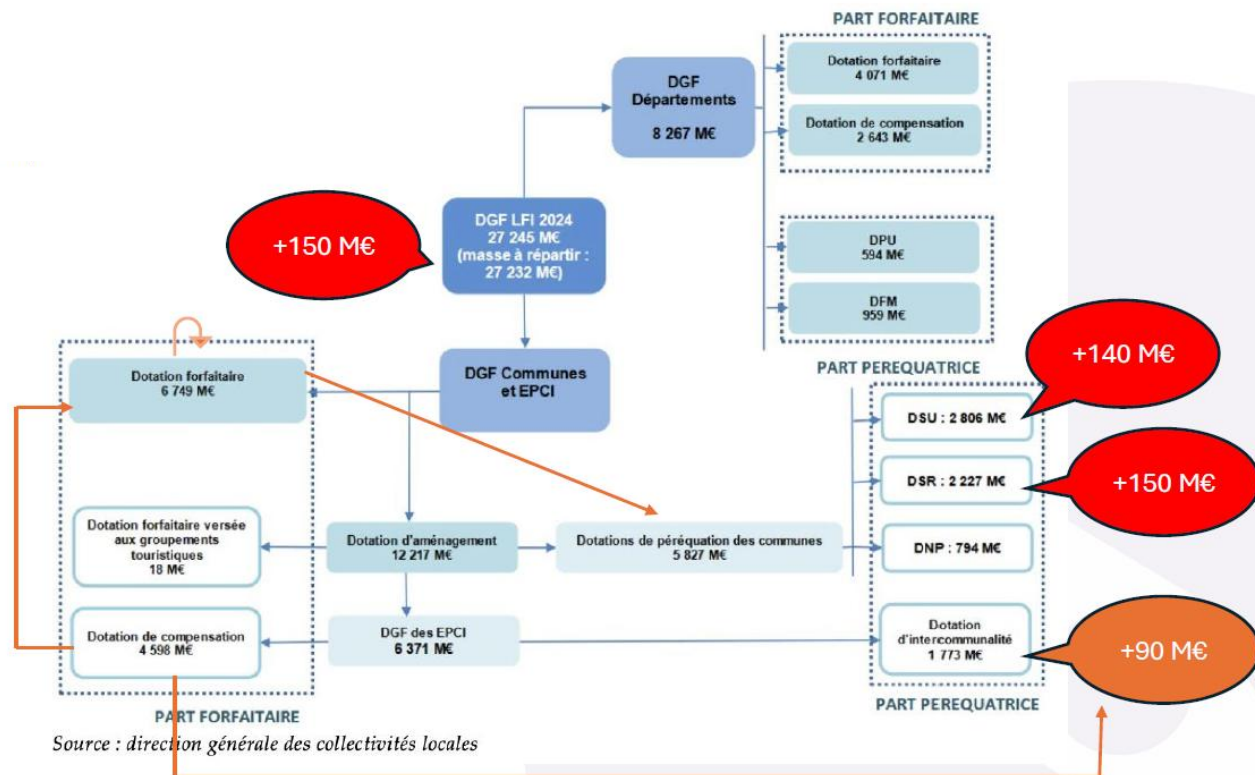 PART FORFAITAIRE
Dotation forfaitaire
4 071 M€
DGF
Départements
8 267 M€
Dotation de compensation
2 643 M€
+150 M€
DGF LFI 2024
27 245 M€
(masse à répartir :
27 232 M€)
DPU
594 M€
DFM
959 M€
PART PEREQUATRICE
+140 M€
Dotation forfaitaire
6 749 M€
DGF Communes
et EPCI
DSU : 2 806 M€
DSR : 2 227 M€
+150 M€
Dotation forfaitaire versée
aux groupements
touristiques
18 M€
Dotation d'aménagement
12 217 M€
Dotations de péréquation des communes
5 827 M€
DNP : 794 M€
Dotation de compensation
4 598 M€
DGF des EPCI
6 371 M€
Dotation
d'intercommunalité
1 773 M€
+90 M€
PART FORFAITAIRE
PART PEREQUATRICE
Source : direction générale des collectivités locales